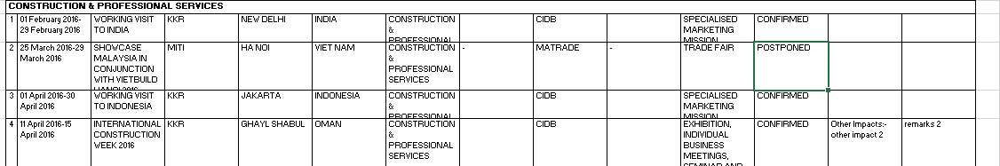 CONSTRUCTION & PROFESSIONAL SERVICES
1 01 February 2016- WORKING VISIT KKR NEW DELHI INDIA CONSTRUCTION CIDB SPECIALISED CONFIRMED
29 February 2016 TO INDIA & MARKETING
PROFESSIONAL MISSION
2 25 March 2016-29 SHOWCASE MITI HANOI VIET NAM CONSTRUCTION - MATRADE - TRADE FAIR POSTPONED
March 2016 MALAYSIA IN &
CONJUNCTION PROFESSIONAL
WITH VIETBUILD SERVICES
HANOI 2016
3 01 April 2016-30 WORKING VISIT KKR JAKARTA INDONESIA CONSTRUCTION CIDB SPECIALISED CONFIRMED
April 2016 TO INDONESIA & MARKETING
PROFESSIONAL MISSION
4 11 April 2016-15 INTERNATIONAL KKR GHAYL SHABUL OMAN CONSTRUCTION CIDB EXHIBITION, CONFIRMED Other Impacts:- remarks 2
April 2016 CONSTRUCTION & INDIVIDUAL other impact 2
WEEK 2016 PROFESSIONAL BUSINESS
SERVICES MEETINGS,
SEMINAR AND